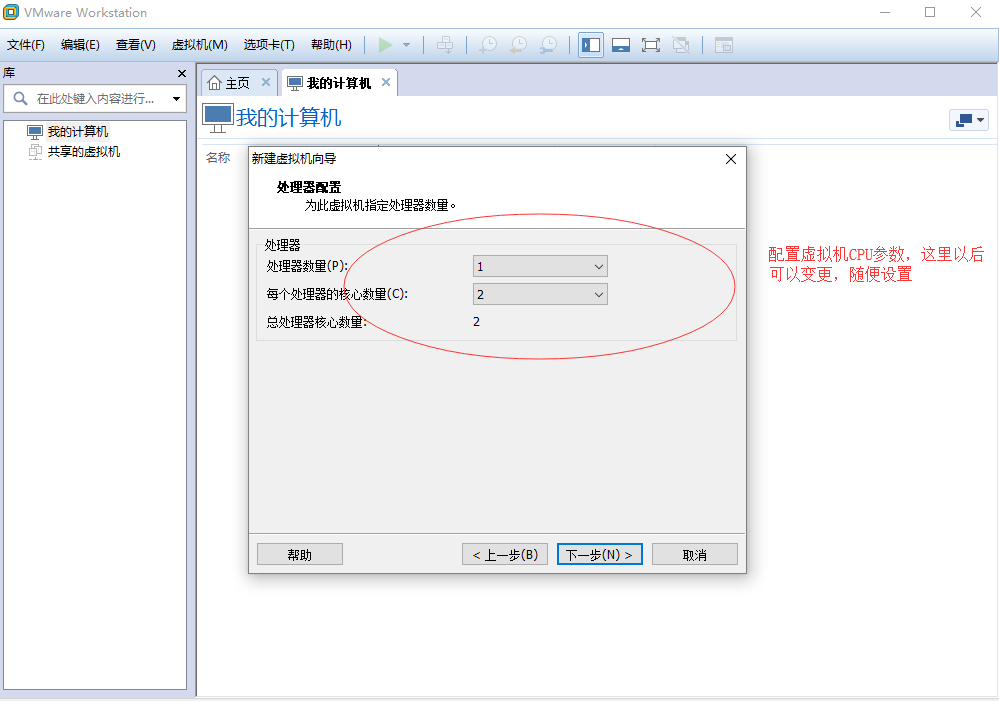 VMware Workstation
文件(F) 编辑(E) 查看(V) 虚拟机(M) 选项卡(T) 帮助(H)
库
在此处键入内容进行...
我的计算机
共享的虚拟机
主页
我的计算机
我的计算机
名称
新建虚拟机向导
处理器配置
为此虚拟机指定处理器数量。
处理器
处理器数量(P): 1
每个处理器的核心数量(C): 2
总处理器核心数量: 2
帮助
< 上一步(B)
下一步(N) >
取消
配置虚拟机CPU参数，这里以后
可以变更，随便设置